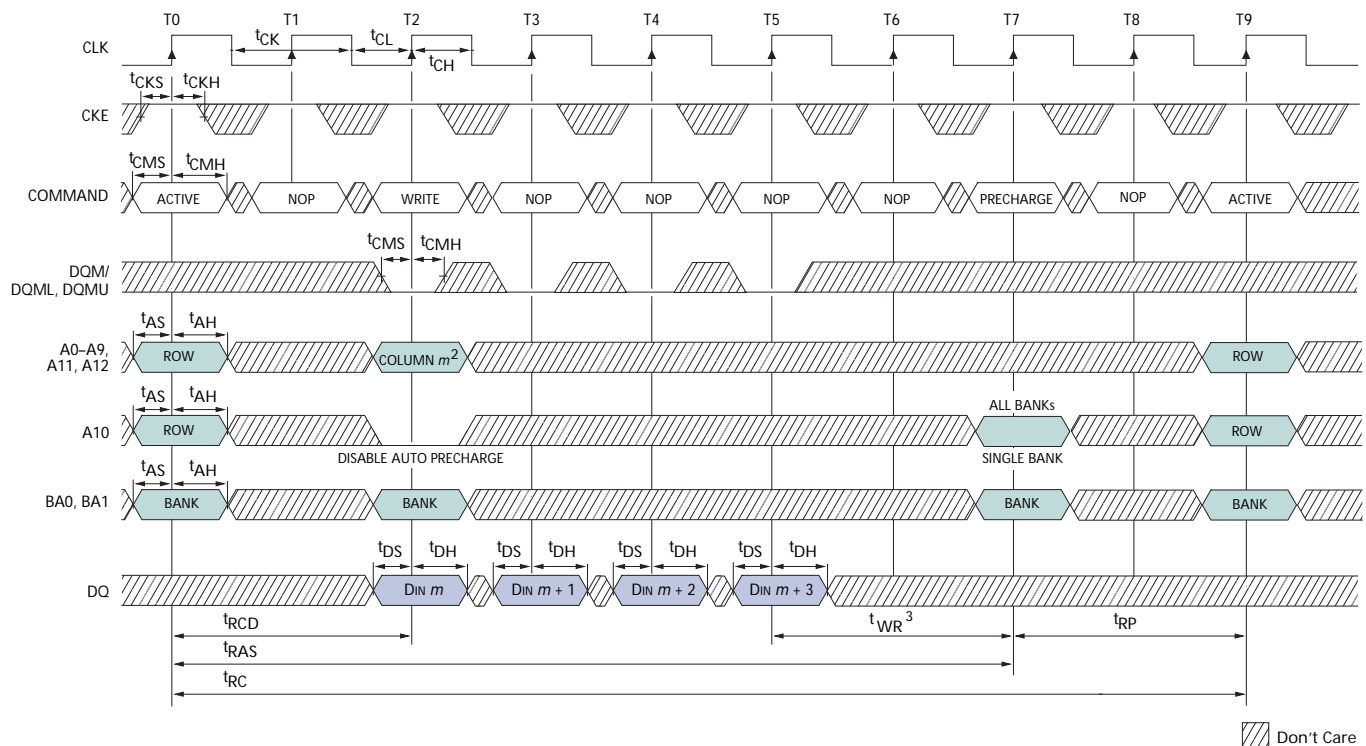 T0 T1 T2 T3 T4 T5 T6 T7 T8 T9
CLK tCK tCL tCH
tCKS tCKH
CKE
tCMS tCMH
COMMAND ACTIVE NOP WRITE NOP NOP NOP NOP PRECHARGE NOP ACTIVE
tCMS tCMH
DQM/
DQML, DQMU
tAS tAH
A0–A9,
A11, A12 ROW COLUMN m2 ROW
tAS tAH ALL BANKs
A10 ROW ROW
DISABLE AUTO PRECHARGE SINGLE BANK
tAS tAH
BA0, BA1 BANK BANK BANK BANK
tDS tDH tDS tDH tDS tDH tDS tDH
DQ DIN m DIN m + 1 DIN m + 2 DIN m + 3
tRCD tWR3 tRP
tRAS
tRC
Don't Care